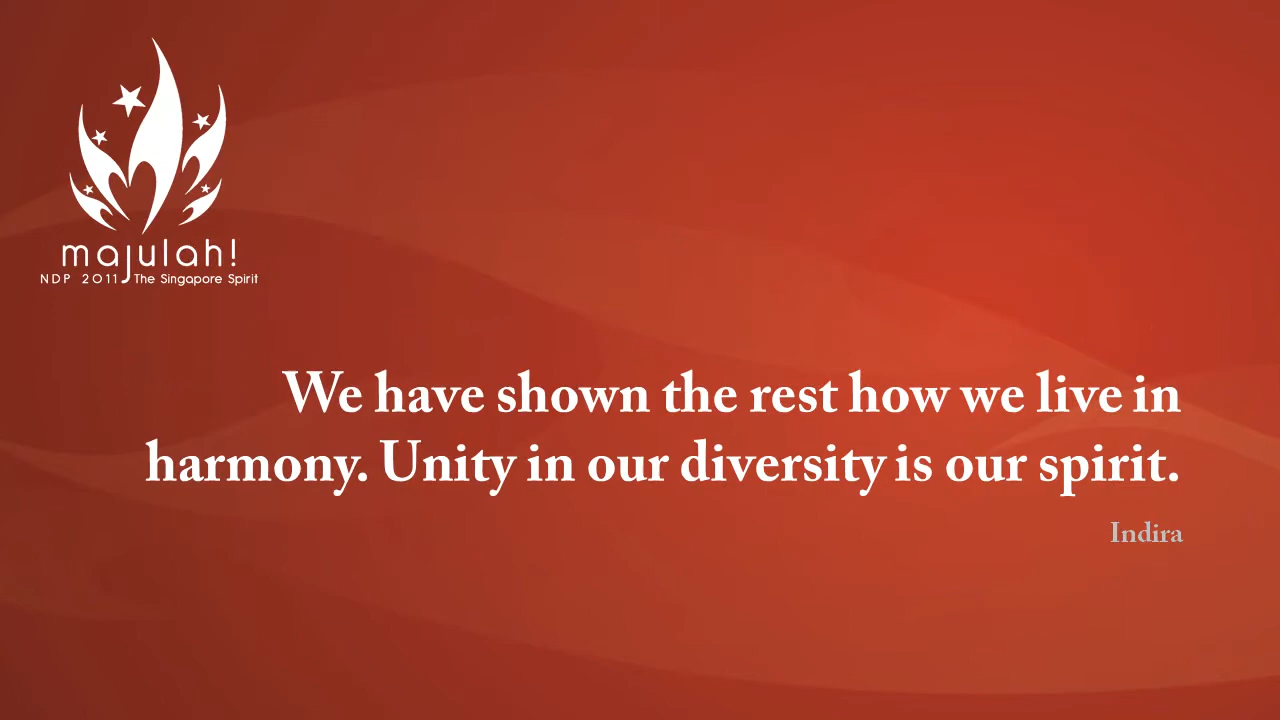 majulah!
NDP 2011 The Singapore Spirit
We have shown the rest how we live in
harmony. Unity in our diversity is our spirit.
Indira